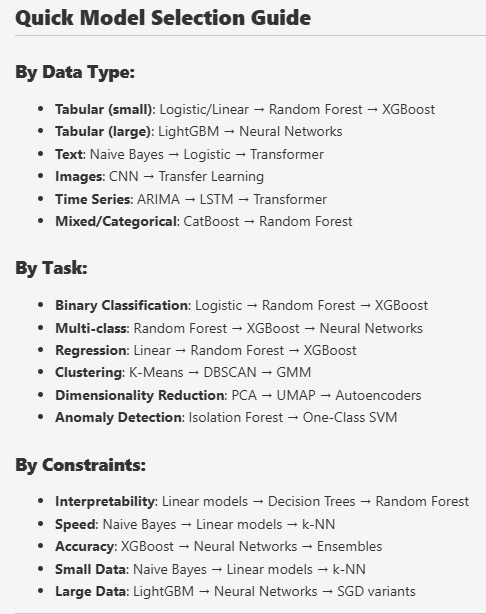 Quick Model Selection Guide
By Data Type:
• Tabular (small): Logistic/Linear → Random Forest → XGBoost
• Tabular (large): LightGBM → Neural Networks
• Text: Naive Bayes → Logistic → Transformer
• Images: CNN → Transfer Learning
• Time Series: ARIMA → LSTM → Transformer
• Mixed/Categorical: CatBoost → Random Forest
By Task:
• Binary Classification: Logistic → Random Forest → XGBoost
• Multi-class: Random Forest → XGBoost → Neural Networks
• Regression: Linear → Random Forest → XGBoost
• Clustering: K-Means → DBSCAN → GMM
• Dimensionality Reduction: PCA → UMAP → Autoencoders
• Anomaly Detection: Isolation Forest → One-Class SVM
By Constraints:
• Interpretability: Linear models → Decision Trees → Random Forest
• Speed: Naive Bayes → Linear models → k-NN
• Accuracy: XGBoost → Neural Networks → Ensembles
• Small Data: Naive Bayes → Linear models → k-NN
• Large Data: LightGBM → Neural Networks → SGD variants